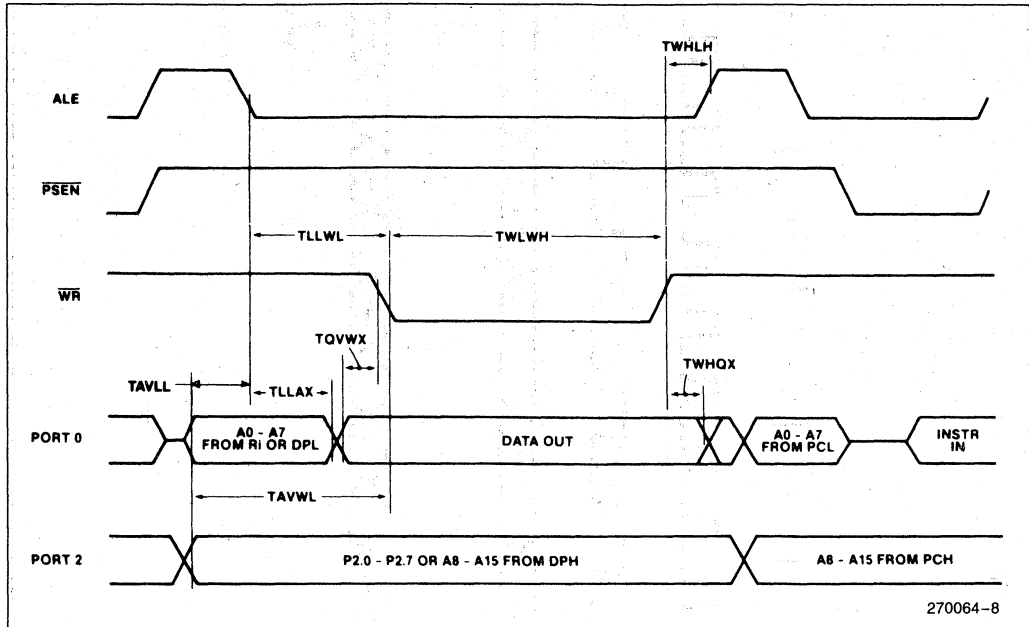 TWHLH
ALE
PSEN
TLLWL
TWLWH
WR
TQVWX
TWHQX
TAVLL
TLLAX
PORT 0
A0 - A7
FROM Ri OR DPL
DATA OUT
A0 - A7
FROM PCL
INSTR
IN
TAVWL
PORT 2
P2.0 - P2.7 OR A8 - A15 FROM DPH
A8 - A15 FROM PCH
270064-8